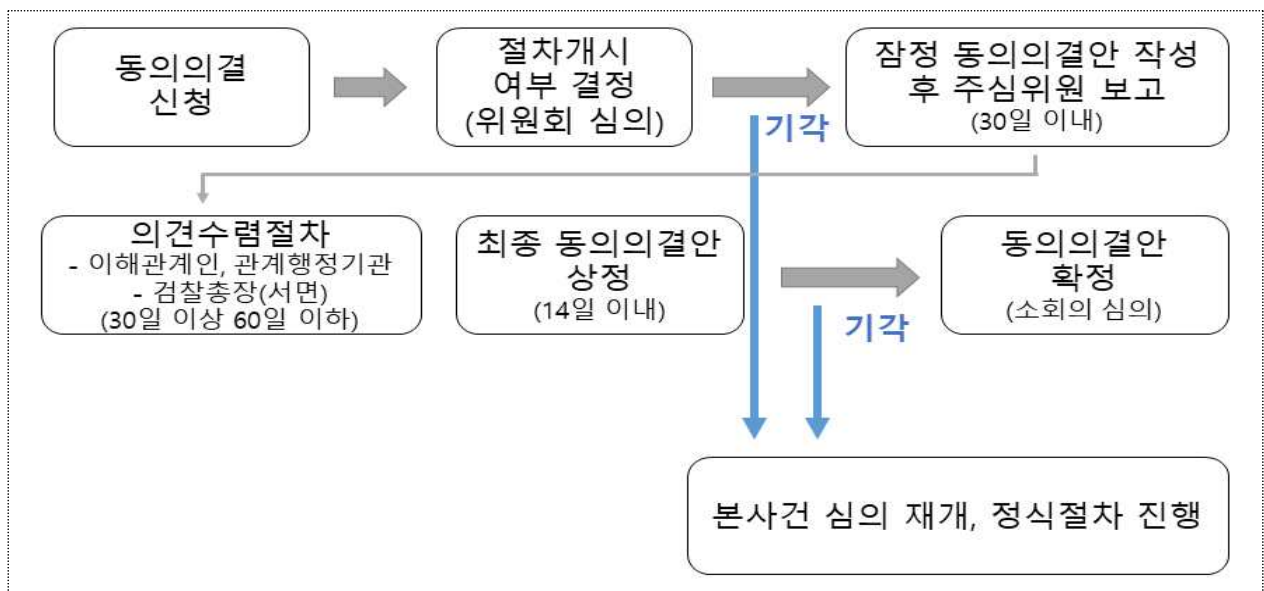 동의의결
신청
절차개시
여부 결정
(위원회 심의)
잠정 동의의결안 작성
후 주심위원 보고
(30일 이내)
기각
의견수렴절차
- 이해관계인, 관계행정기관
- 검찰총장(서면)
(30일 이상 60일 이하)
최종 동의의결안
상정
(14일 이내)
기각
동의의결안
확정
(소회의 심의)
본사건 심의 재개, 정식절차 진행